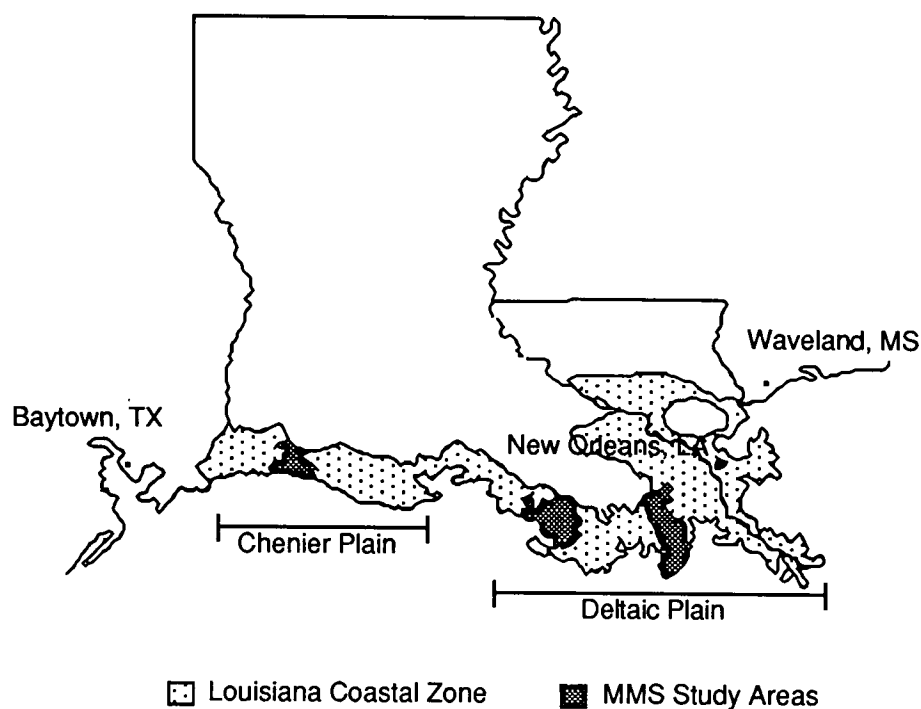 Waveland, MS
Baytown, TX
New Orleans, LA
Chenier Plain
Deltaic Plain
Louisiana Coastal Zone
MMS Study Areas